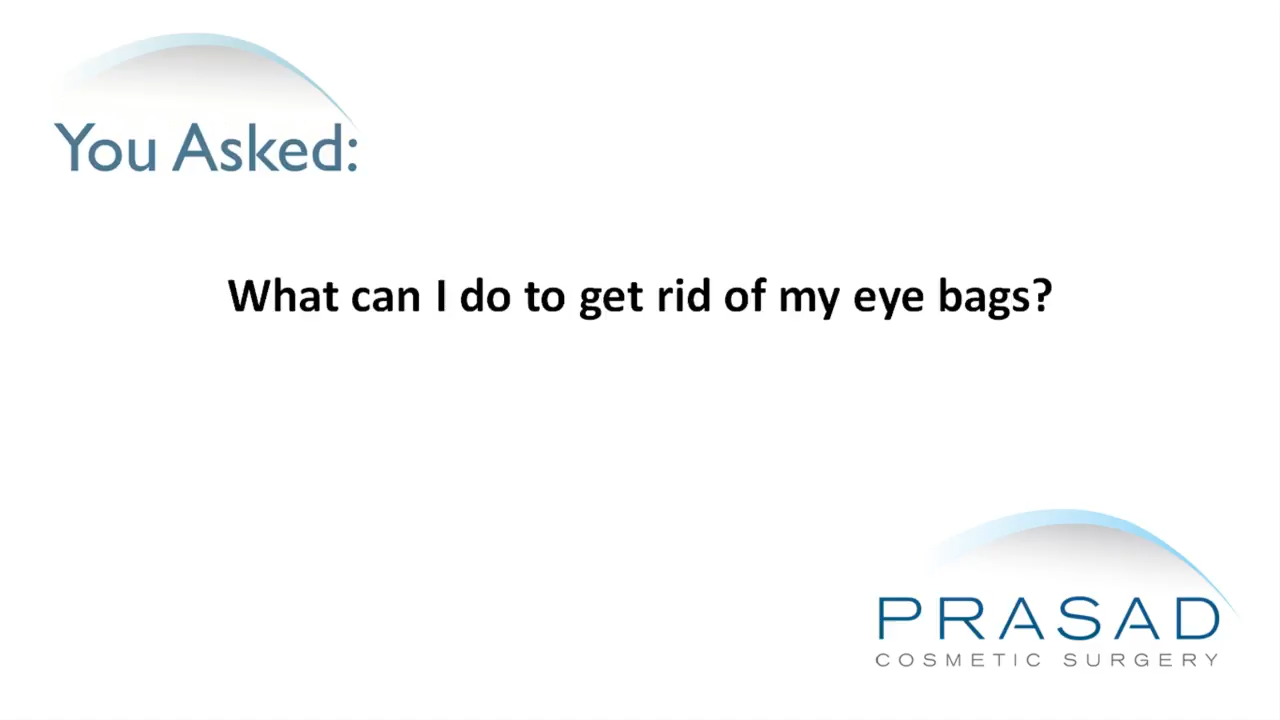 You Asked:
What can I do to get rid of my eye bags?
PRASAD
COSMETIC SURGERY